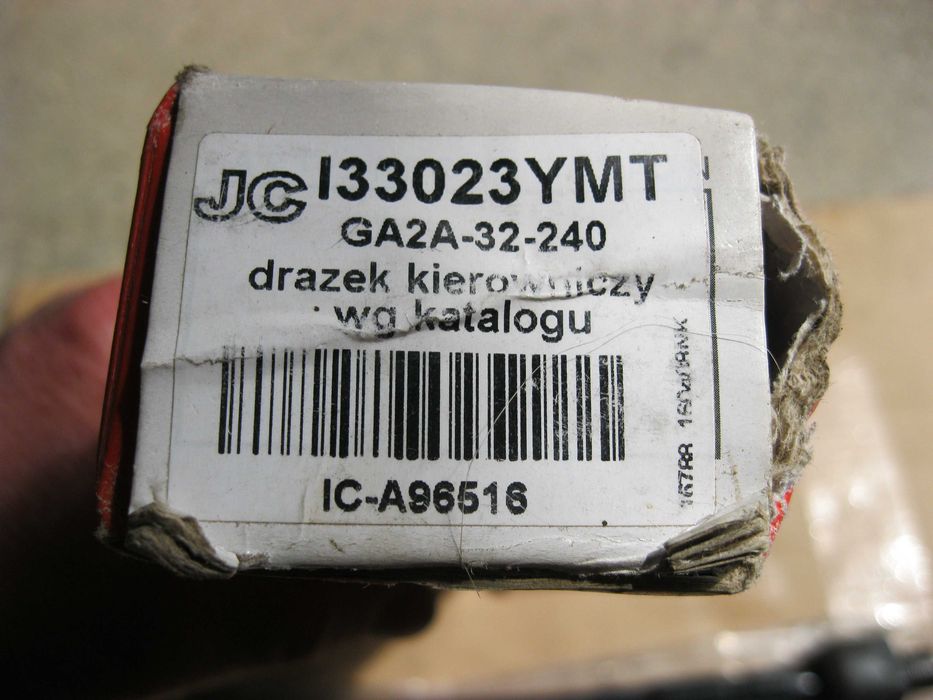 JC I33023YMT
GA2A-32-240
drazek kierowniczy
wg katalogu
IC-A96516